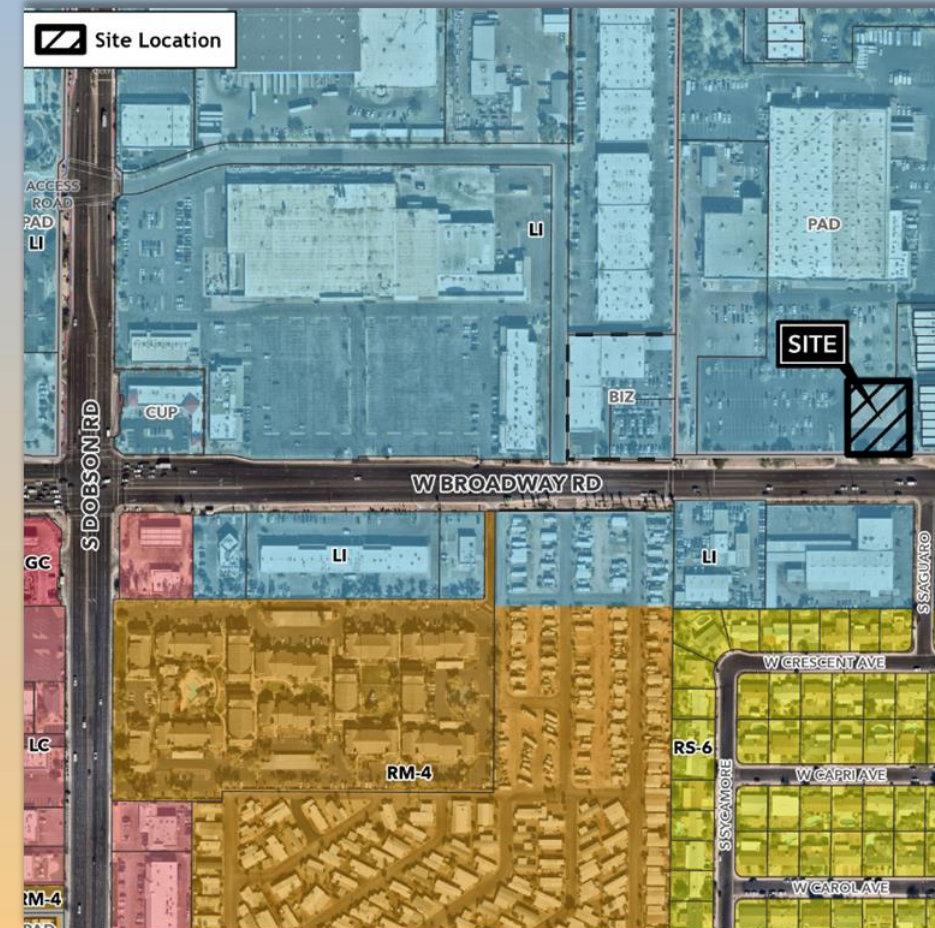 Site Location
ACCESS
ROAD
PAD
LI
LI
PAD
SITE
CUP
BIZ
S DOBSON RD
W BROADWAY RD
GC
LI
LI
S SAGUARO
W CRESCENT AVE
LC
RM-4
RS-6
S SYCAMORE
W CAPRI AVE
W CAROL AVE
RM-4
PAD